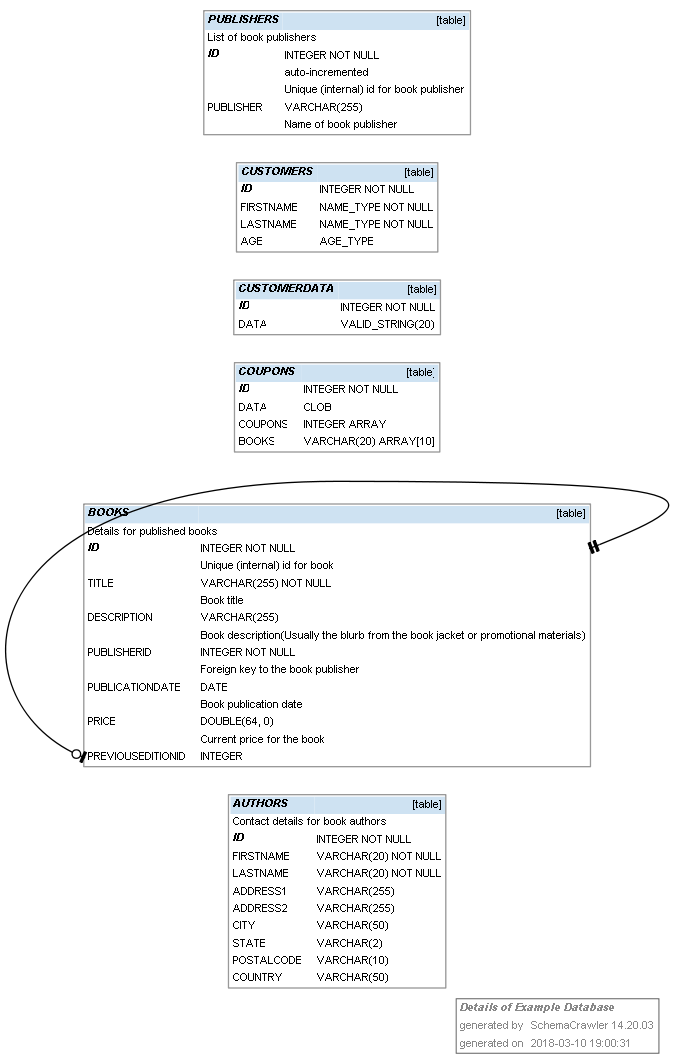 PUBLISHERS [table]
List of book publishers
ID INTEGER NOT NULL
auto-incremented
Unique (internal) id for book publisher
PUBLISHER VARCHAR(255)
Name of book publisher
CUSTOMERS [table]
ID INTEGER NOT NULL
FIRSTNAME NAME_TYPE NOT NULL
LASTNAME NAME_TYPE NOT NULL
AGE AGE_TYPE
CUSTOMERDATA [table]
ID INTEGER NOT NULL
DATA VALID_STRING(20)
COUPONS [table]
ID INTEGER NOT NULL
DATA CLOB
COUPONS INTEGER ARRAY
BOOKS VARCHAR(20) ARRAY[10]
BOOKS [table]
Details for published books
ID INTEGER NOT NULL
Unique (internal) id for book
TITLE VARCHAR(255) NOT NULL
Book title
DESCRIPTION VARCHAR(255)
Book description(Usually the blurb from the book jacket or promotional materials)
PUBLISHERID INTEGER NOT NULL
Foreign key to the book publisher
PUBLICATIONDATE DATE
Book publication date
PRICE DOUBLE(64, 0)
Current price for the book
PREVIOUSEDITIONID INTEGER
AUTHORS [table]
Contact details for book authors
ID INTEGER NOT NULL
FIRSTNAME VARCHAR(20) NOT NULL
LASTNAME VARCHAR(20) NOT NULL
ADDRESS1 VARCHAR(255)
ADDRESS2 VARCHAR(255)
CITY VARCHAR(50)
STATE VARCHAR(2)
POSTALCODE VARCHAR(10)
COUNTRY VARCHAR(50)
Details of Example Database
generated by SchemaCrawler 14.20.03
generated on 2018-03-10 19:00:31